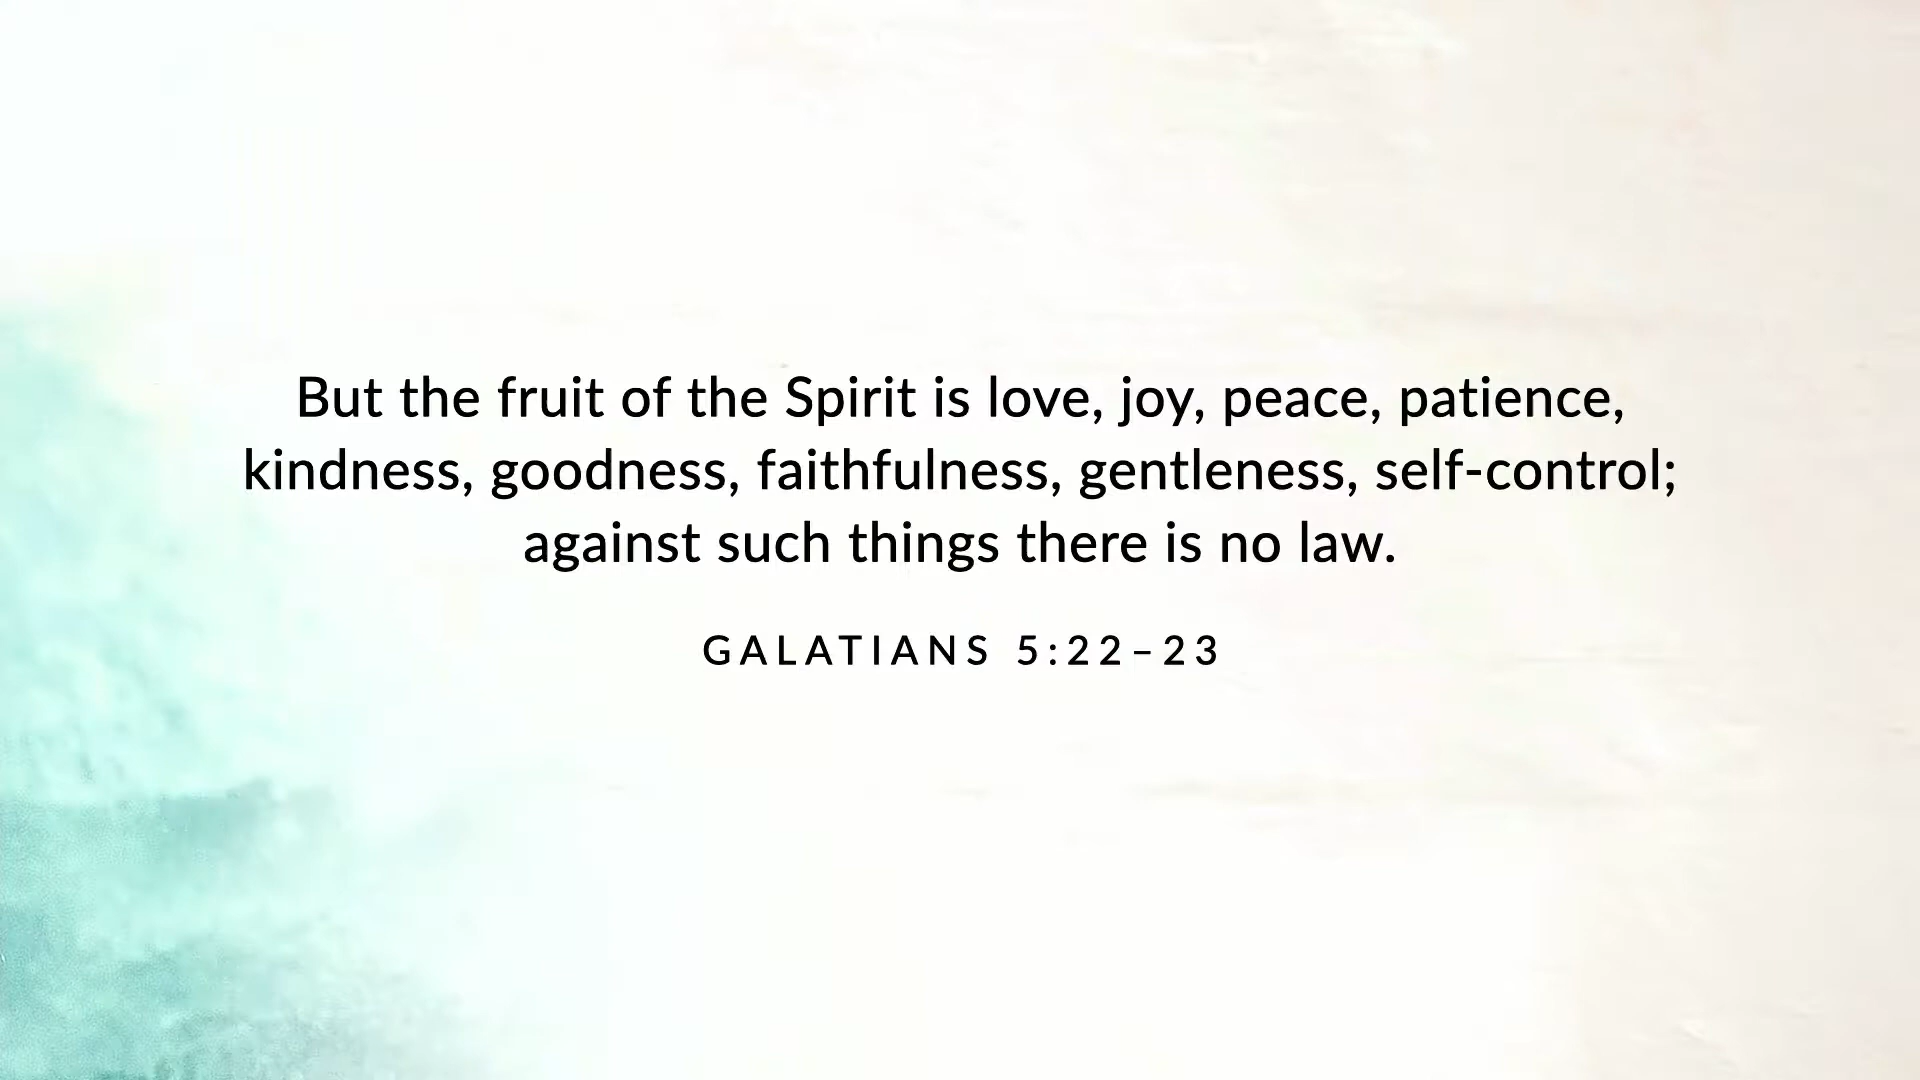 But the fruit of the Spirit is love, joy, peace, patience,
kindness, goodness, faithfulness, gentleness, self-control;
against such things there is no law.
GALATIANS 5:22–23